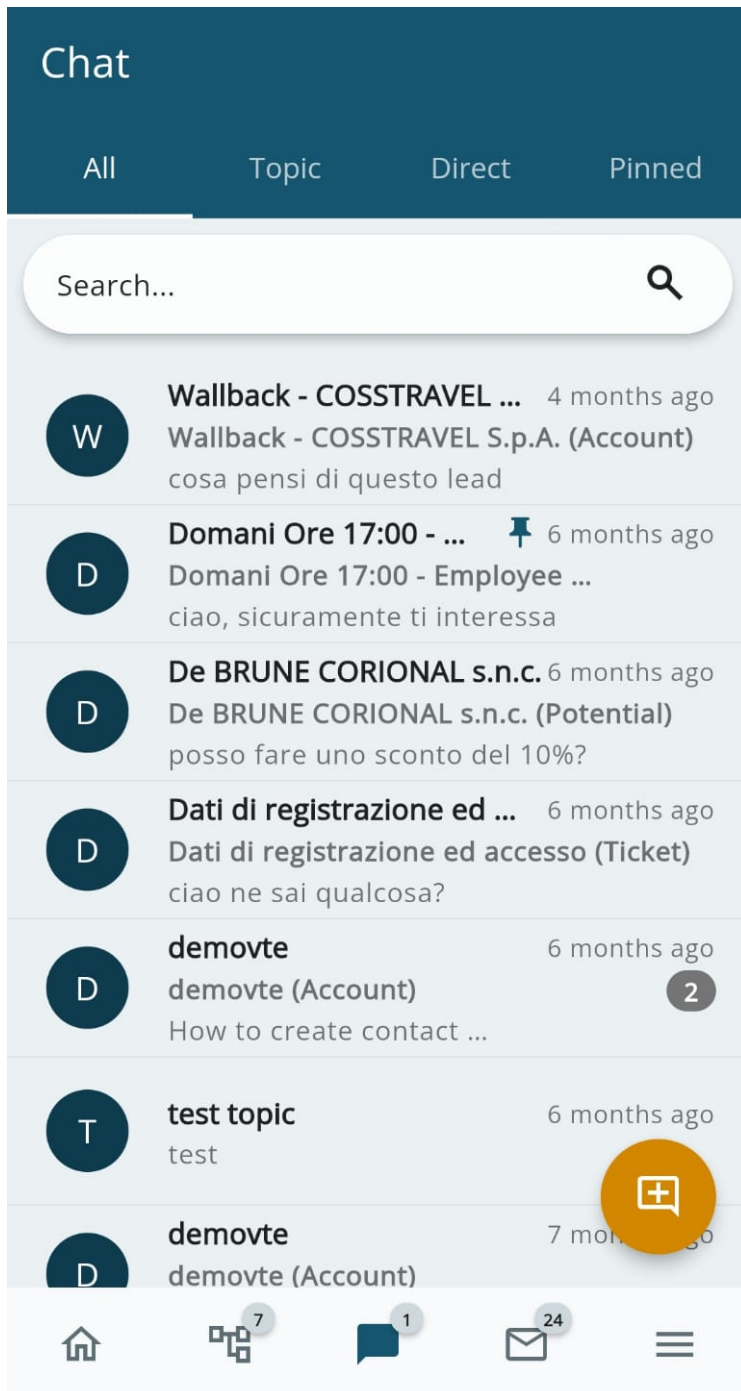 Chat
All Topic Direct Pinned
Search...
W
Wallback - COSSTRAVEL ... 4 months ago
Wallback - COSSTRAVEL S.p.A. (Account)
cosa pensi di questo lead
D
Domani Ore 17:00 - ... 6 months ago
Domani Ore 17:00 - Employee ...
ciao, sicuramente ti interessa
D
De BRUNE CORIONAL s.n.c. 6 months ago
De BRUNE CORIONAL s.n.c. (Potential)
posso fare uno sconto del 10%?
D
Dati di registrazione ed ... 6 months ago
Dati di registrazione ed accesso (Ticket)
ciao ne sai qualcosa?
D
demovte 6 months ago
demovte (Account) 2
How to create contact ...
T
test topic 6 months ago
test
D
demovte 7
demovte (Account)
7 1 24